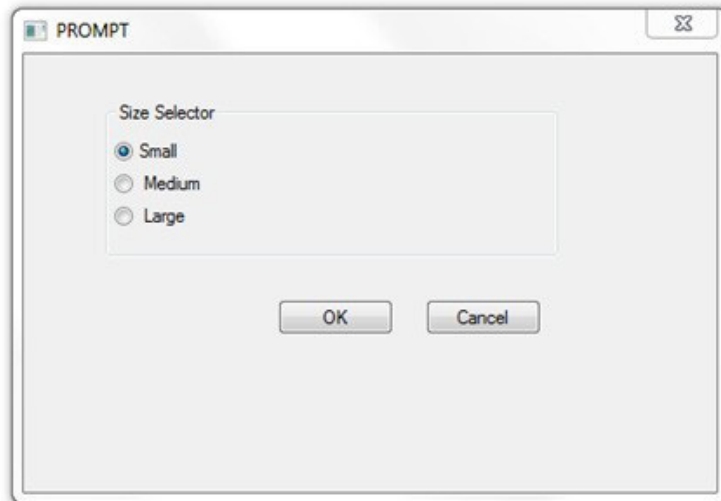 PROMPT
Size Selector
Small
Medium
Large
OK Cancel